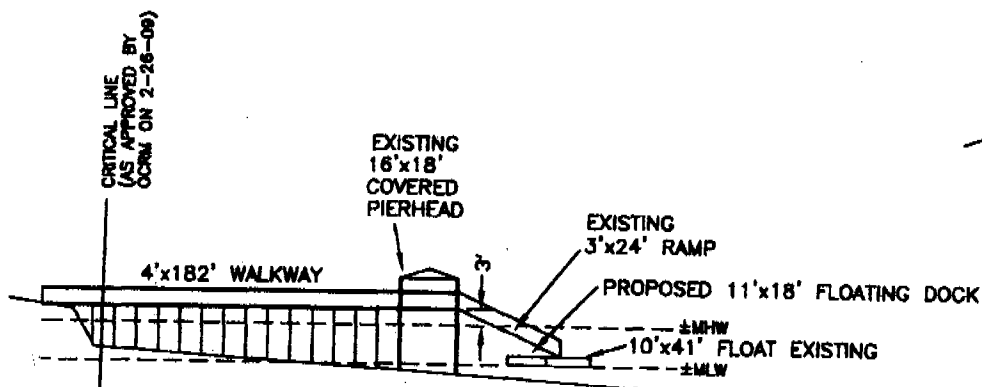 CRITICAL LINE
(AS APPROVED BY
OCRM ON 2-26-09)
EXISTING
16'x18'
COVERED
PIERHEAD
EXISTING
3'x24' RAMP
4'x182' WALKWAY
3'
PROPOSED 11'x18' FLOATING DOCK
±MHW
10'x41' FLOAT EXISTING
±MLW